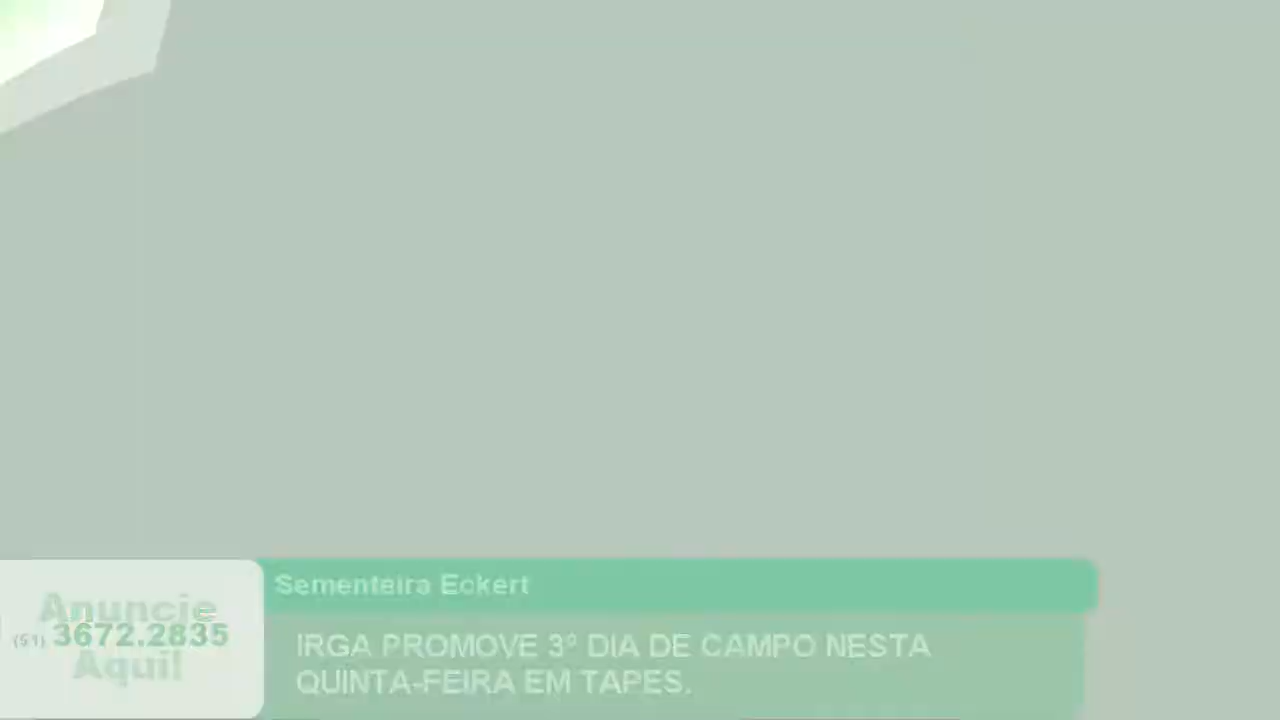 Sementeira Eckert
Anuncie
(51) 3672.2835
Aqui!
IRGA PROMOVE 3º DIA DE CAMPO NESTA
QUINTA-FEIRA EM TAPES.